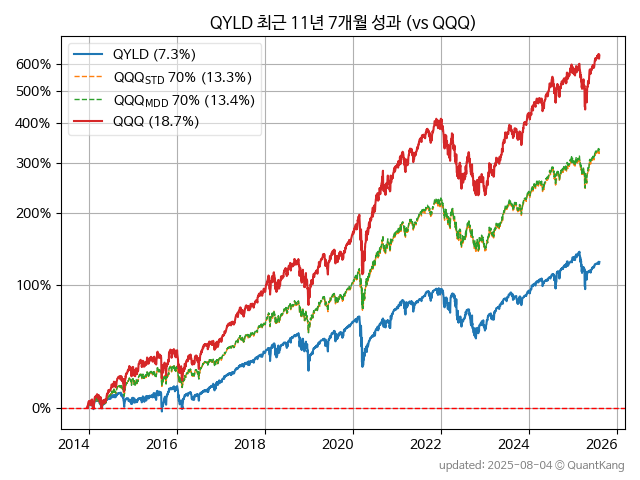 QYLD 최근 11년 7개월 성과 (vs QQQ)
QYLD (7.3%)
QQQSTD 70% (13.3%)
QQQMDD 70% (13.4%)
QQQ (18.7%)
600%
500%
400%
300%
200%
100%
0%
2014 2016 2018 2020 2022 2024 2026
updated: 2025-08-04 © QuantKang